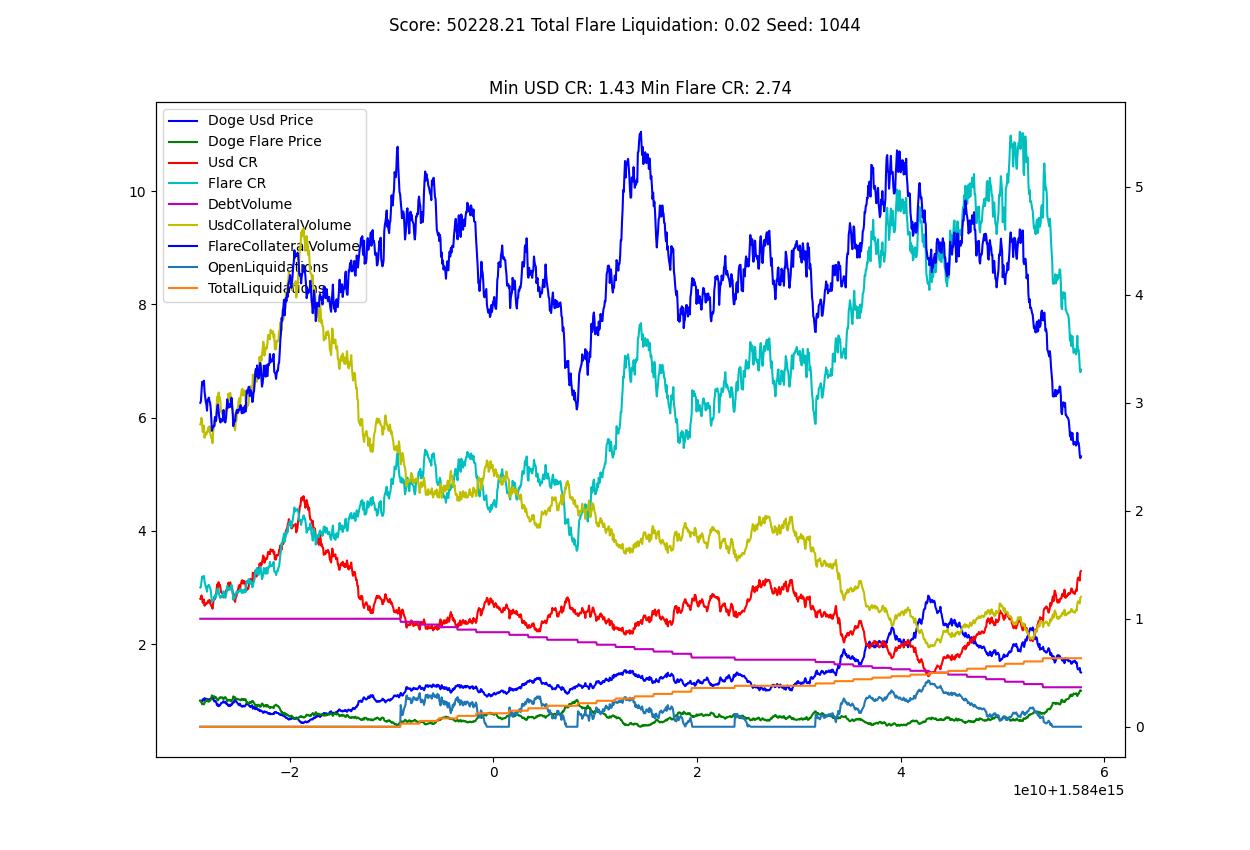 Score: 50228.21 Total Flare Liquidation: 0.02 Seed: 1044
Min USD CR: 1.43 Min Flare CR: 2.74
Doge Usd Price
Doge Flare Price
Usd CR
Flare CR
DebtVolume
UsdCollateralVolume
FlareCollateralVolume
OpenLiquidations
TotalLiquidations
10
8
6
4
2
5
4
3
2
1
0
−2
0
2
4
6
1e10+1.584e15